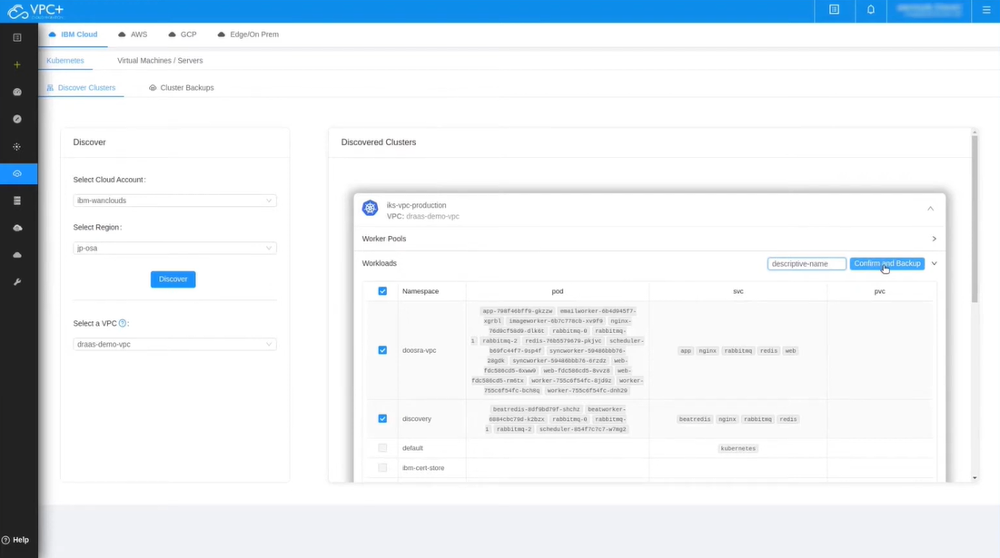 VPC+
IBM Cloud AWS GCP Edge/On Prem
Kubernetes Virtual Machines / Servers
Discover Clusters Cluster Backups
Discover
Select Cloud Account:
ibm-wanclouds
Select Region:
jp-osa
Discover
Select a VPC ?:
draas-demo-vpc
Discovered Clusters
iks-vpc-production
VPC: draas-demo-vpc
Worker Pools
Workloads descriptive-name Confirm and Backup
Namespace pod svc pvc
doosra-vpc
app-798f46bff9-gkzzw emailworker-6b4d945f7-
xgrbl imageworker-6b7c778cb-xv9f9 nginx-
76d9cf58d9-dlk6t rabbitmq-0 rabbitmq-
1 rabbitmq-2 redis-76b5579679-pkjvc scheduler-
b69fc44f7-9sp4f syncworker-59486bbb76-
28gdk syncworker-59486bbb76-6rzdz web-
fdc586cd5-6xww9 web-fdc586cd5-8vvz8 web-
fdc586cd5-rm6tx worker-755c6f54fc-8jd9z worker-
755c6f54fc-bch6q worker-755c6f54fc-dnh29
app nginx rabbitmq redis web
discovery
beatredis-8df9bd79f-shchz beatworker-
6084cbc79d-k2bzx rabbitmq-0 rabbitmq-
1 rabbitmq-2 scheduler-854f7c7c7-w7mg2
beatredis nginx rabbitmq redis
default kubernetes
ibm-cert-store
Help